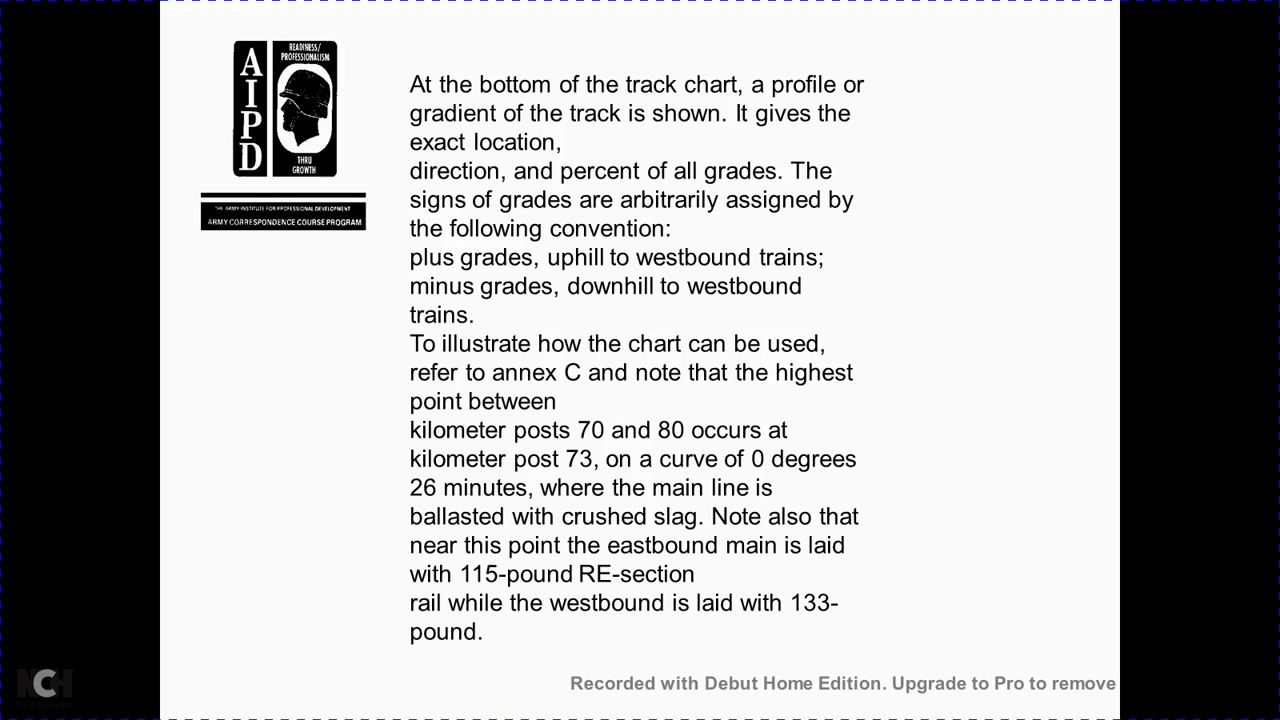 AIPD
READINESS/
PROFESSIONALISM
THRU
GROWTH
THE ARMY INSTITUTE FOR PROFESSIONAL DEVELOPMENT
ARMY CORRESPONDENCE COURSE PROGRAM
At the bottom of the track chart, a profile or
gradient of the track is shown. It gives the
exact location,
direction, and percent of all grades. The
signs of grades are arbitrarily assigned by
the following convention:
plus grades, uphill to westbound trains;
minus grades, downhill to westbound
trains.
To illustrate how the chart can be used,
refer to annex C and note that the highest
point between
kilometer posts 70 and 80 occurs at
kilometer post 73, on a curve of 0 degrees
26 minutes, where the main line is
ballasted with crushed slag. Note also that
near this point the eastbound main is laid
with 115-pound RE-section
rail while the westbound is laid with 133-
pound.
NCH
Recorded with Debut Home Edition. Upgrade to Pro to remove